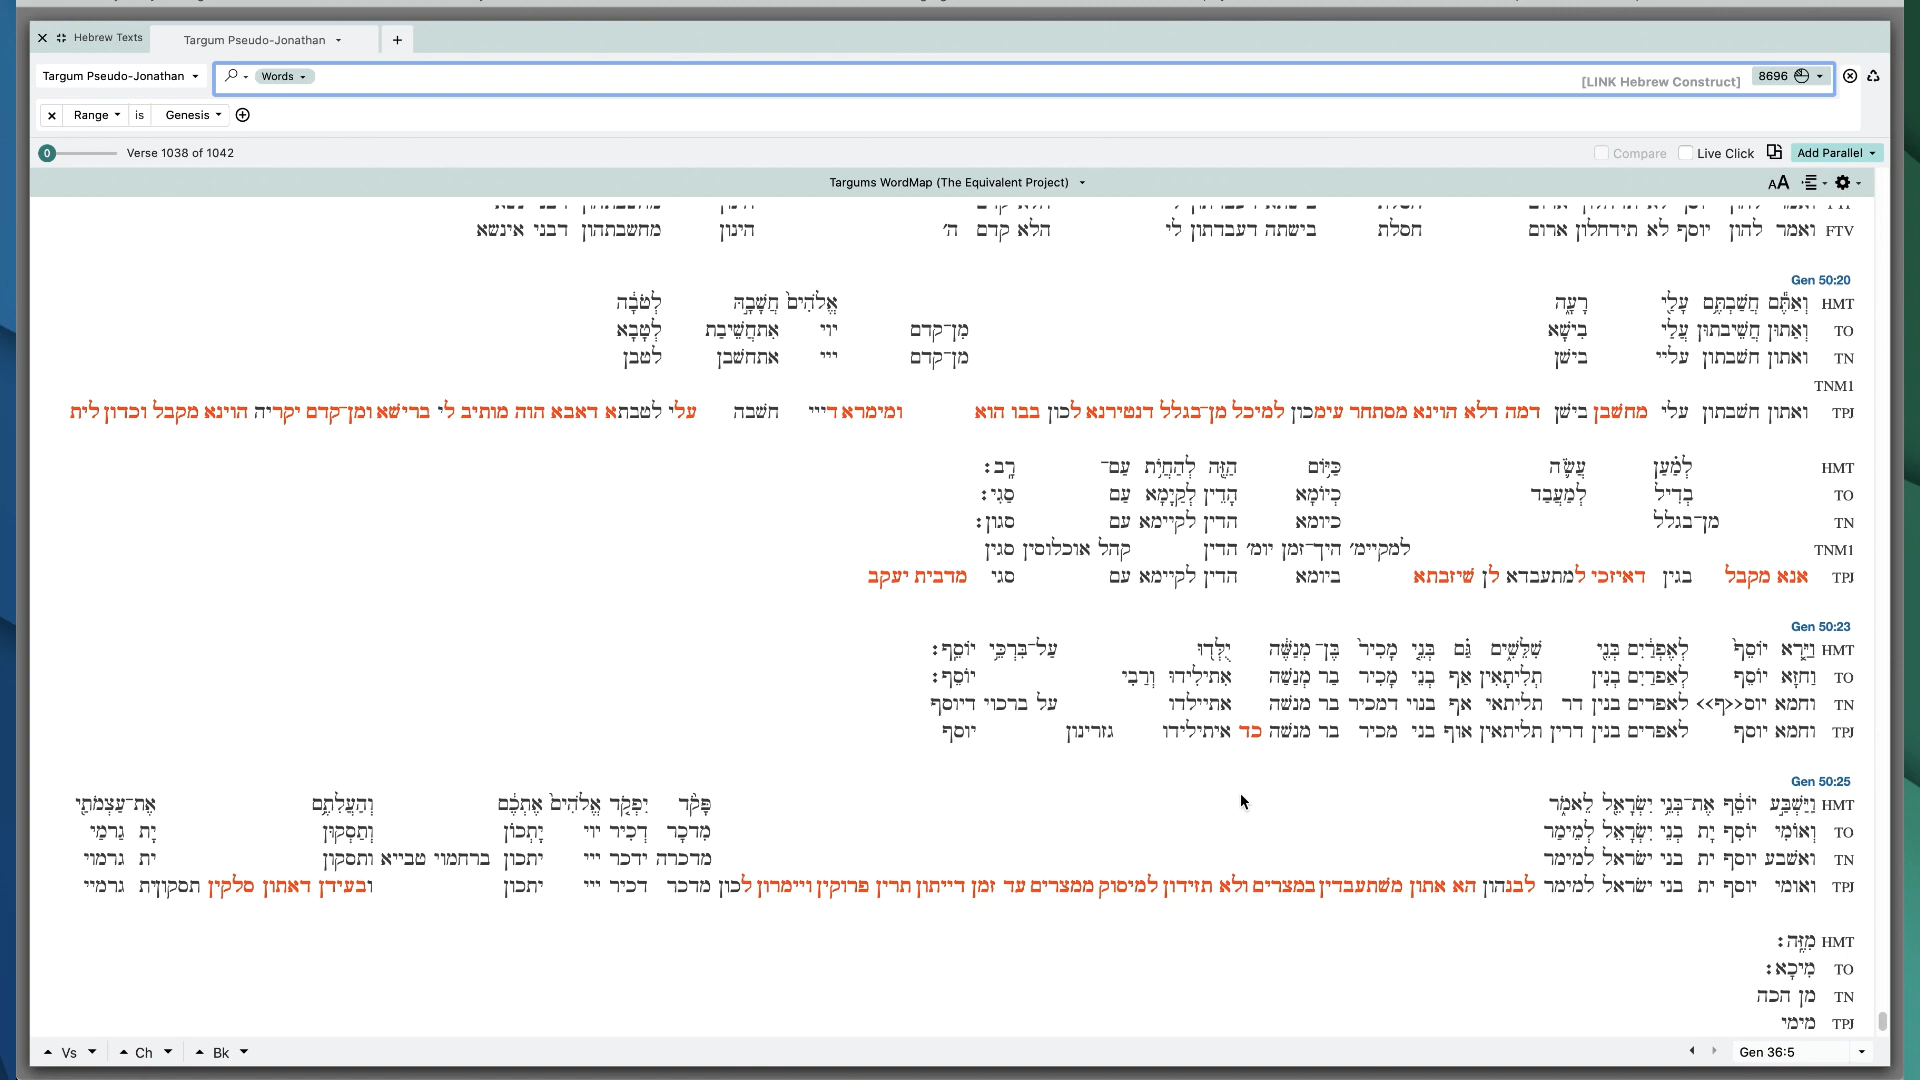 Hebrew Texts
Targum Pseudo-Jonathan
+
Targum Pseudo-Jonathan
Words
[LINK Hebrew Construct]
8696
Range is Genesis
0 Verse 1038 of 1042
Compare Live Click Add Parallel
Targums WordMap (The Equivalent Project)
AA
FTV ואמר להון יוסף לא תידחלון ארום חסלת בישתה דעבדתון לי הלא קדם ה׳ הינון מחשבתהון דבני אינשא
Gen 50:20
HMT וְאַתֶּ֕ם חֲשַׁבְתֶּ֥ם עָלַ֖י רָעָ֑ה אֱלֹהִים֙ חֲשָׁבָ֣הּ לְטֹבָ֔ה
TO וְאַתּוּן חֲשֵׁיבתּוּן עֲלַי בִישָׁא מִן־קֳדם יוי אִתחֲשֵׁיבַת לְטָבָא
TN ואתון חשבתון עליי בישן מן־קדם ייי אתחשבן לטבן
TNM1
TPJ ואתון חשבתון עלי מחשבן בישן דמה דלא הוינא מסתחר עימכון למיכל מן־בגלל דנטירנא לכון בבו הוא ומימרא דייי חשבה עלי לטבתא דאבא הוה מותיב לי ברישא ומן־קדם יקריה הוינא מקבל וכדון לית
HMT לְמַ֗עַן עֲשֹׂ֛ה כַּיּ֥וֹם הַזֶּ֖ה לְהַחֲיֹ֥ת עַם־ רָֽב׃
TO בְּדִיל לְמַעֲבַד כְּיוֹמָא הָדֵין לְקַיָמָא עַם סַגִי׃
TN מן־בגלל כיומא הדין לקיימא עם סגון׃
TNM1 למקיימ׳ היך־זמן יומ׳ הדין קהל אוכלוסין סגין
TPJ אנא מקבל בגין דאיזכי למתעבדא לן שיזבתא ביומא הדין לקיימא עם סגי מדבית יעקב
Gen 50:23
HMT וַיַּ֤רְא יוֹסֵף֙ לְאֶפְרַ֔יִם בְּנֵ֖י שִׁלֵּשִׁ֑ים גַּ֗ם בְּנֵ֤י מָכִיר֙ בֶּן־מְנַשֶּׁ֔ה יֻלְּד֖וּ עַל־בִּרְכֵּ֥י יוֹסֵֽף׃
TO וַחזָא יוֹסֵף לְאַפרַיִם בְּנִין תְּלִיתָאִין אַף בְּנֵי מָכִיר בַּר מְנַשַׁה אִתיְלִידוּ וְרַבִי יוֹסֵף׃
TN וחמא יוס<<ף>> לאפרים בנין דר תליתאי אף בנוי דמכיר בר מנשה אתיילדו על ברכוי דיוסף
TPJ וחמא יוסף לאפרים בנין דרין תליתאין אוף בני מכיר בר מנשה כד איתילידו גזרינון יוסף
Gen 50:25
HMT וַיַּשְׁבַּ֣ע יוֹסֵ֔ף אֶת־בְּנֵ֥י יִשְׂרָאֵ֖ל לֵאמֹ֑ר פָּקֹ֨ד יִפְקֹ֤ד אֱלֹהִים֙ אֶתְכֶ֔ם וְהַעֲלִתֶ֥ם אֶת־עַצְמֹתַ֖י
TO וְאוֹמִי יוֹסֵף יָת בְּנֵי יִשׂרָאֵל לְמֵימַר מִדכָר דְּכִיר יוי יָתְכוֹן וְתַסְקוּן יָת גַרמַי
TN ואשבע יוסף ית בני ישראל למימר מדכרה ידכר ייי יתכון ברחמוי טבייא ותסקון ית גרמוי
TPJ ואומי יוסף ית בני ישראל למימר לבנהון הא אתון משתעבדין במצרים ולא תזידון למיסוק ממצרים עד זמן דייתון תרין פרוקין ויימרון לכון מדכר דכיר ייי יתכון ובעידן דאתון סלקין תסקון ית גרמיי
HMT מִזֶּֽה׃
TO מִיכָא׃
TN מן הכה
TPJ מימי
Vs Ch Bk Gen 36:5